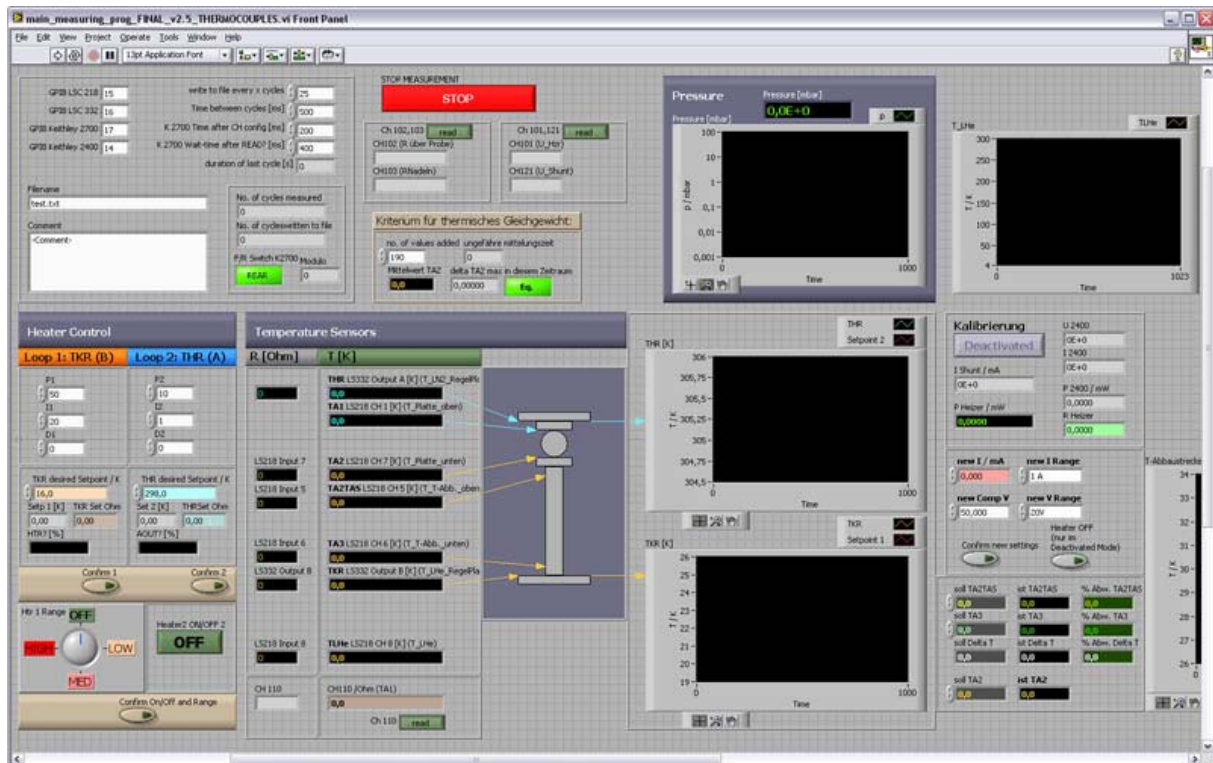 main_measuring_prog_FINAL_v2.5_THERMOCOUPLES.vi Front Panel
File Edit View Project Operate Tools Window Help
13pt Application Font
GPIB LSC 218 15
GPIB LSC 332 16
GPIB Keithley 2700 17
GPIB Keithley 2400 14
write to file every x cycles 25
Time between cycles [ms] 500
K 2700 Time after CH config [ms] 200
K 2700 Wait-time after READ? [ms] 400
duration of last cycle [s] 0
Filename
test.txt
Comment
<Comment>
No. of cycles measured
0
No. of cycleswritten to file
0
F/R Switch K2700 Modulo
REAR 0
STOP MEASUREMENT
STOP
Ch 102,103 read
CH102 (R über Probe)
CH103 (RNadeln)
Ch 101,121 read
CH101 (U_Htr)
CH121 (U_Shunt)
Kriterium für thermisches Gleichgewicht:
no. of values added ungefähre mittelungszeit
190 0
Mittelwert TA2 delta TA2 max in diesem Zeitraum
0,0 0,00000 Eq.
Pressure
Pressure [mbar]
0,0E+0
Pressure [mbar] p
100
10
1
0,1
0,01
0,001
p / mbar
0 1000
Time
T_LHe TLHe
300
250
200
150
100
50
4
T / K
0 1023
Time
Heater Control
Loop 1: TKR (B) Loop 2: THR (A)
P1 P2
50 10
I1 I2
20 1
D1 D2
0 0
TKR desired Setpoint / K THR desired Setpoint / K
16,0 298,0
Setp 1 [K] TKR Set Ohm Set 2 [K] THRSet Ohm
0,00 0,00 0,00 0,00
HTR? [%] AOUT? [%]
Confirm 1 Confirm 2
Htr 1 Range OFF
HIGH LOW
MED
Heater2 ON/OFF 2
OFF
Confirm On/Off and Range
Temperature Sensors
R [Ohm] T [K]
THR LS332 Output A [K] (T_LN2_RegelPla
0 0,0
TA1 LS218 CH 1 [K] (T_Platte_oben)
0,0
LS218 Input 7 TA2 LS218 CH 7 [K] (T_Platte_unten)
0 0,0
LS218 Input 5 TA2TAS LS218 CH 5 [K] (T_T-Abb._oben
0 0,0
LS218 Input 6 TA3 LS218 CH 6 [K] (T_T-Abb._unten)
0 0,0
LS332 Output B TKR LS332 Output B [K] (T_LHe_RegelPla
0 0,0
LS218 Input 8 TLHe LS218 CH 8 [K] (T_LHe)
0 0,0
CH 110 CH110 /Ohm (TA1)
0,0
Ch 110 read
THR [K]
THR
Setpoint 2
306
305,75
305,5
305,25
305
304,75
304,5
T / K
0 1000
Time
TKR [K]
TKR
Setpoint 1
26
25
24
23
22
21
20
19
T / K
0 1000
Time
Kalibrierung
Deactivated
U 2400
0E+0
I 2400
0E+0
I Shunt / mA
0E+0
P 2400 / mW
0,0000
P Heizer / mW
0,0000
R Heizer
0,0000
new I / mA new I Range
0,000 1 A
new Comp V new V Range
50,000 20V
Confirm new settings
Heater OFF
(nur im
Deactivated Mode)
soll TA2TAS ist TA2TAS % Abw. TA2TAS
0,0 0,0 0,0
soll TA3 ist TA3 % Abw. TA3
0,0 0,0 0,0
soll Delta T ist Delta T % Abw. Delta T
0,0 0,0 0,0
soll TA2 ist TA2
0,0 0,0
T-Abbaustrecke
34
33
32
31
30
29
28
27
26
T / K
0